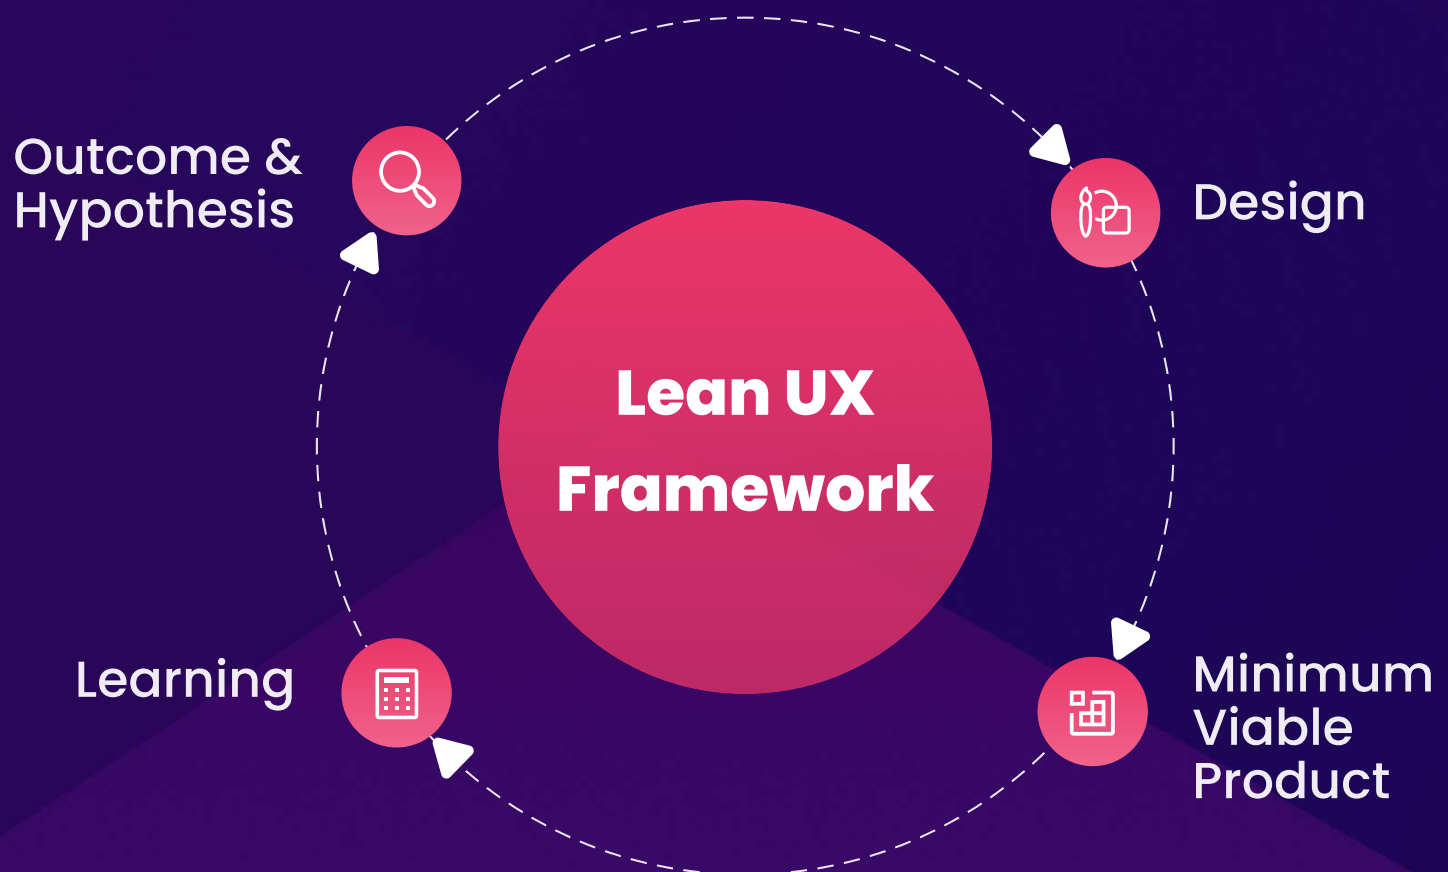 Outcome &
Hypothesis
Design
Lean UX
Framework
Learning
Minimum
Viable
Product